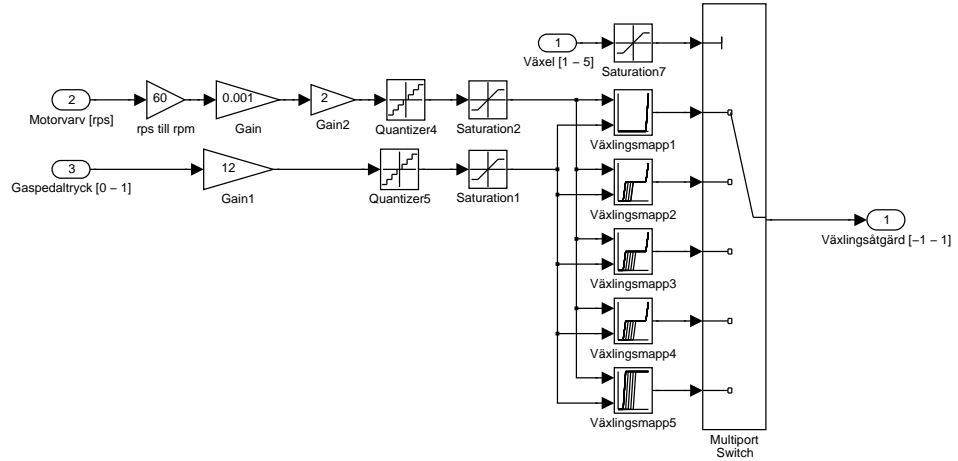 1
Växel [1 − 5]
Saturation7
2
Motorvarv [rps]
60
rps till rpm
0.001
Gain
2
Gain2
Quantizer4
Saturation2
Växlingsmapp1
3
Gaspedaltryck [0 − 1]
12
Gain1
Quantizer5
Saturation1
Växlingsmapp2
1
Växlingsåtgärd [−1 − 1]
Växlingsmapp3
Växlingsmapp4
Växlingsmapp5
Multiport
Switch